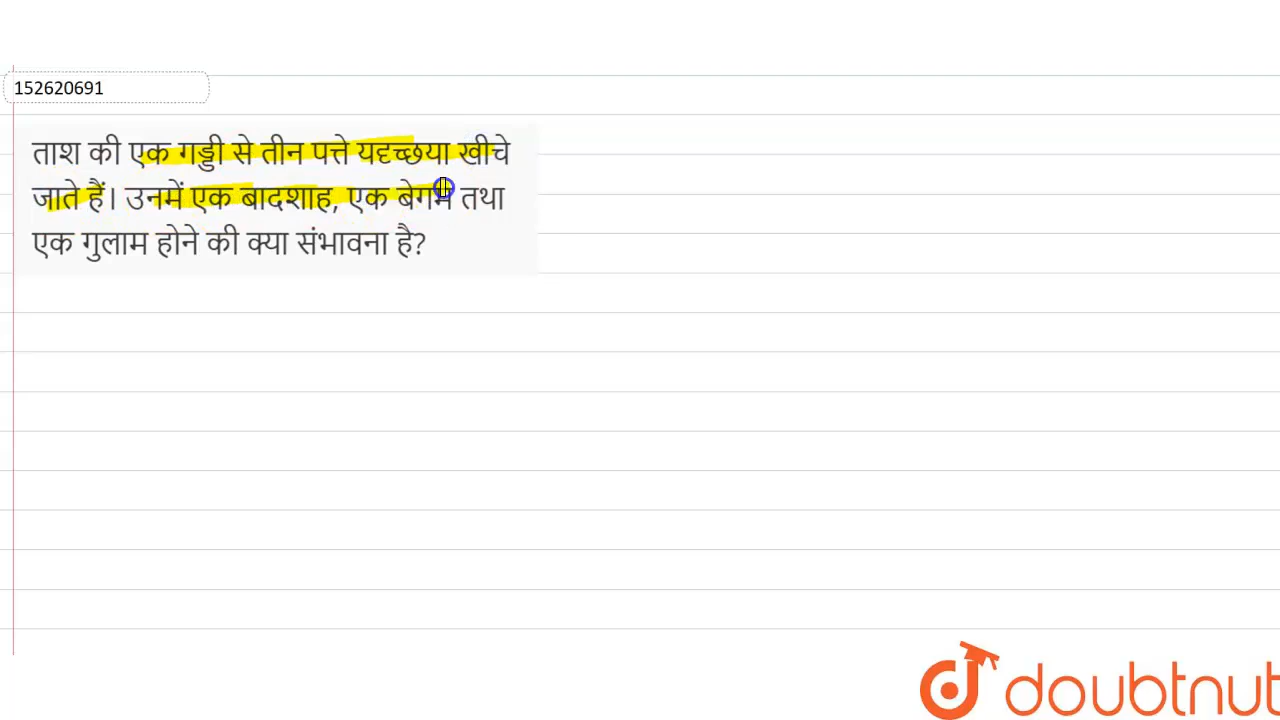 152620691
ताश की एक गड्डी से तीन पत्ते यदृच्छया खीचे
जाते हैं। उनमें एक बादशाह, एक बेगम तथा
एक गुलाम होने की क्या संभावना है?
doubtnut